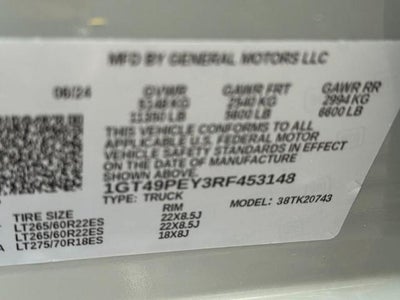 MFD BY GENERAL MOTORS LLC
06/24 GVWR GAWR FRT GAWR RR
5148 KG 2540 KG 2994 KG
11350 LB 5600 LB 6600 LB
THIS VEHICLE CONFORMS TO ALL
APPLICABLE U.S. FEDERAL MOTOR
VEHICLE SAFETY STANDARDS IN
EFFECT ON THE DATE OF
MANUFACTURE SHOWN ABOVE.
1GT49PEY3RF453148
TYPE: TRUCK 38TK20743
TIRE SIZE RIM
LT265/60R22ES 22X8.5J
LT265/60R22ES 22X8.5J
LT275/70R18ES 18X8J